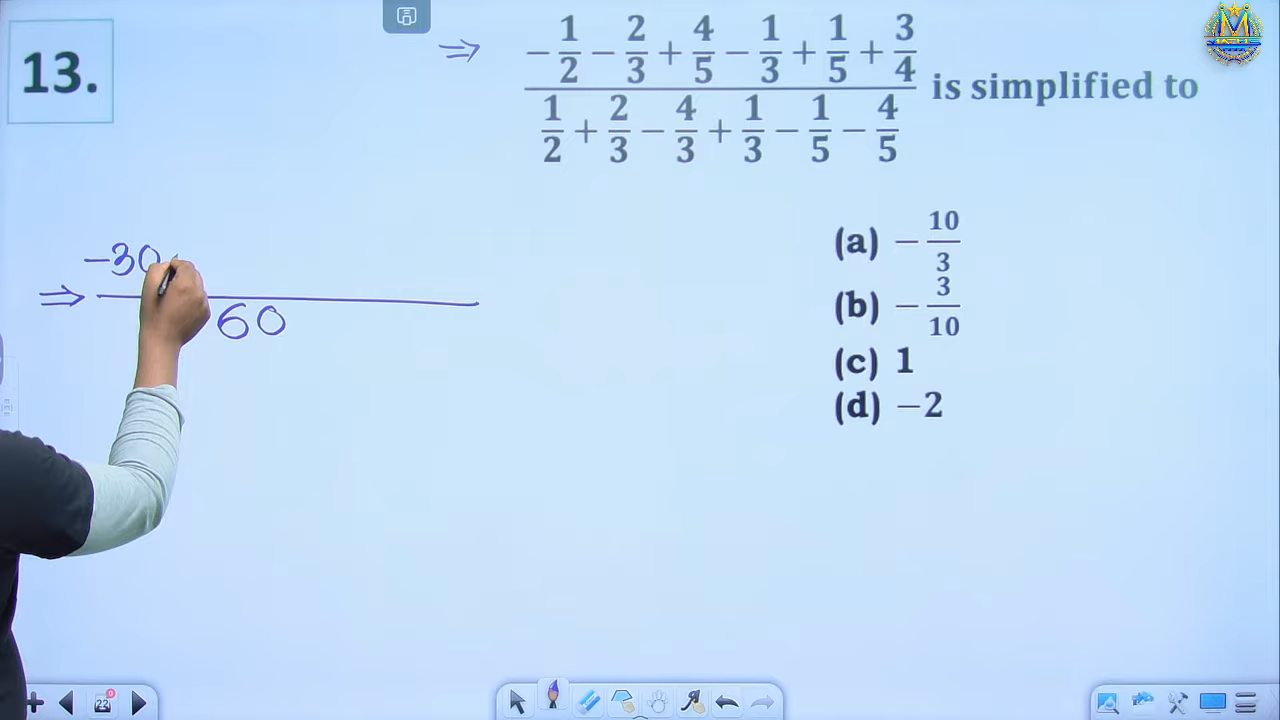 13.
⇒ -1/2 - 2/3 + 4/5 - 1/3 + 1/5 + 3/4
1/2 + 2/3 - 4/3 + 1/3 - 1/5 - 4/5
is simplified to
(a) -10/3
(b) -3/10
(c) 1
(d) -2
⇒ -30
60
M
22